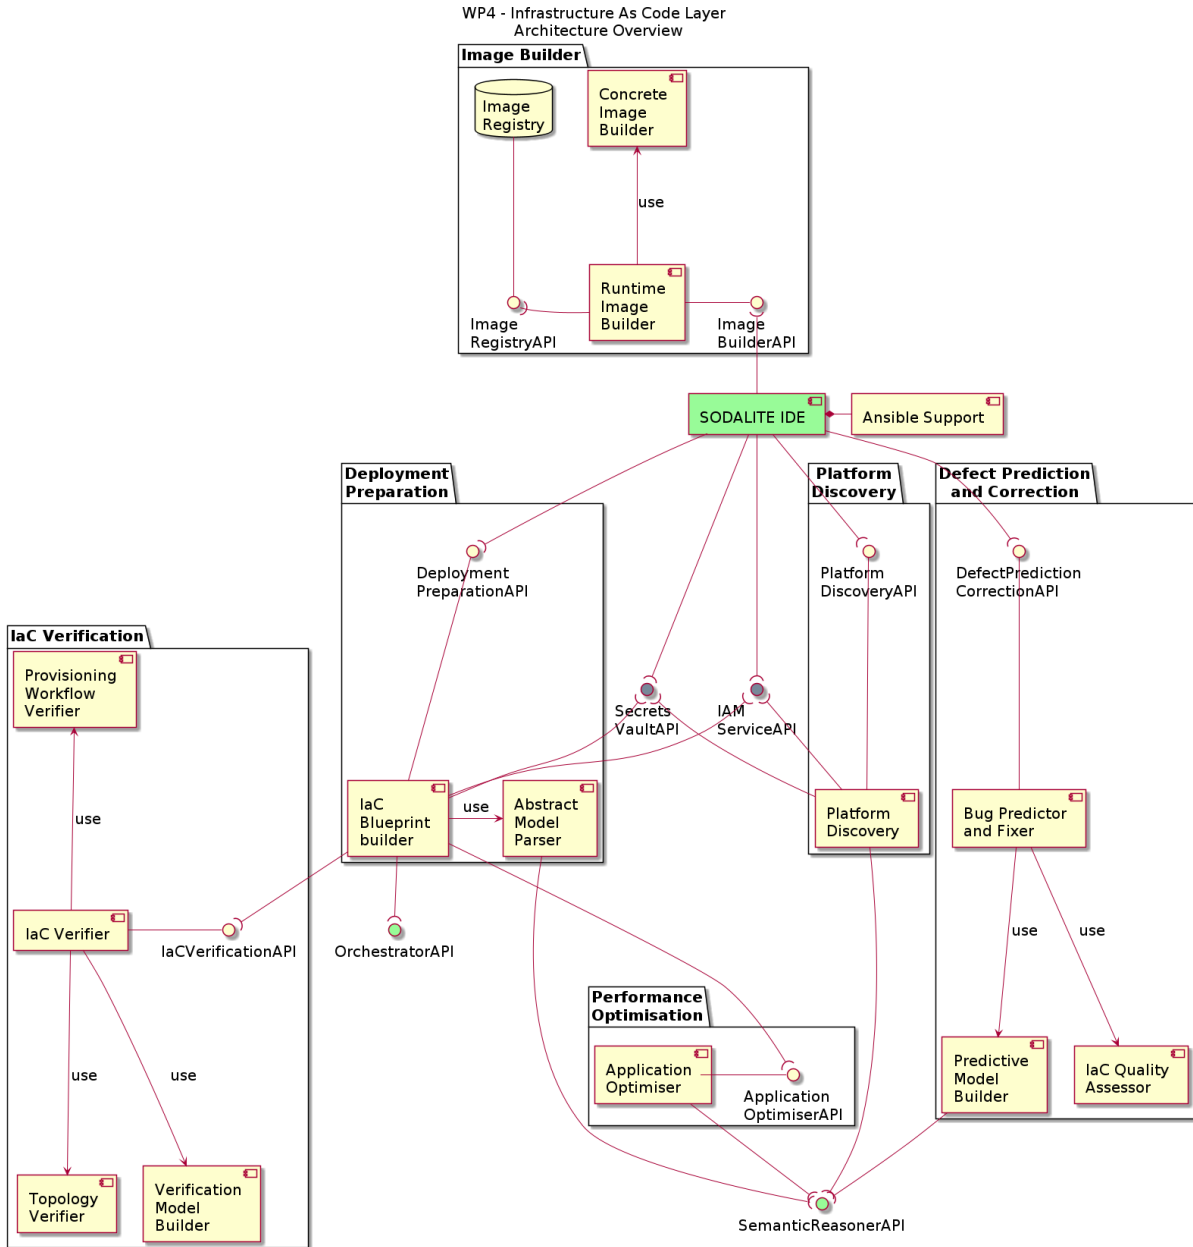 WP4 - Infrastructure As Code Layer
Architecture Overview
Image Builder
Image
Registry
Concrete
Image
Builder
use
Runtime
Image
Builder
Image
RegistryAPI
Image
BuilderAPI
SODALITE IDE
Ansible Support
Deployment
Preparation
Platform
Discovery
Defect Prediction
and Correction
Deployment
PreparationAPI
Platform
DiscoveryAPI
DefectPrediction
CorrectionAPI
IaC Verification
Provisioning
Workflow
Verifier
Secrets
VaultAPI
IAM
ServiceAPI
use
IaC
Blueprint
builder
use
Abstract
Model
Parser
Platform
Discovery
Bug Predictor
and Fixer
IaC Verifier
IaCVerificationAPI
OrchestratorAPI
use
use
Performance
Optimisation
use
use
Application
Optimiser
Application
OptimiserAPI
Predictive
Model
Builder
IaC Quality
Assessor
Topology
Verifier
Verification
Model
Builder
SemanticReasonerAPI